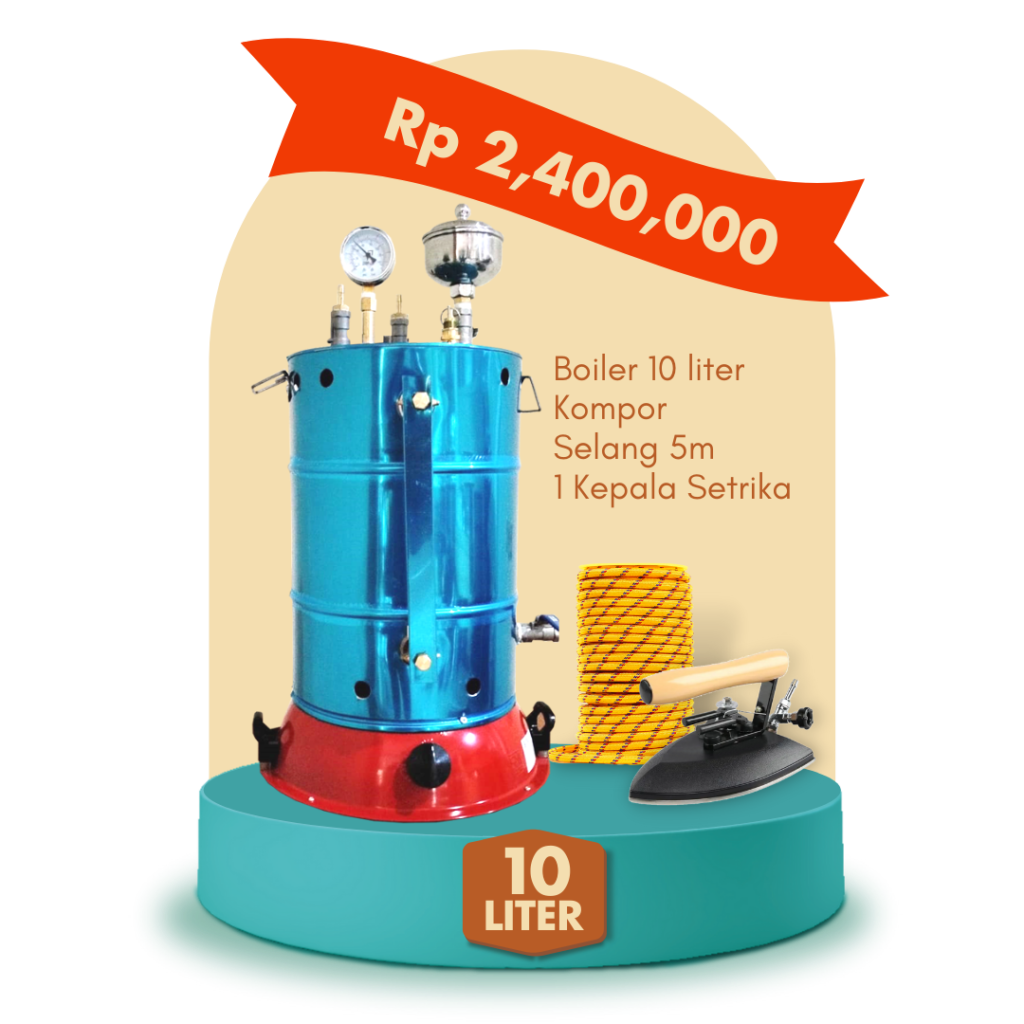 Rp 2,400,000
Boiler 10 liter
Kompor
Selang 5m
1 Kepala Setrika
10
LITER